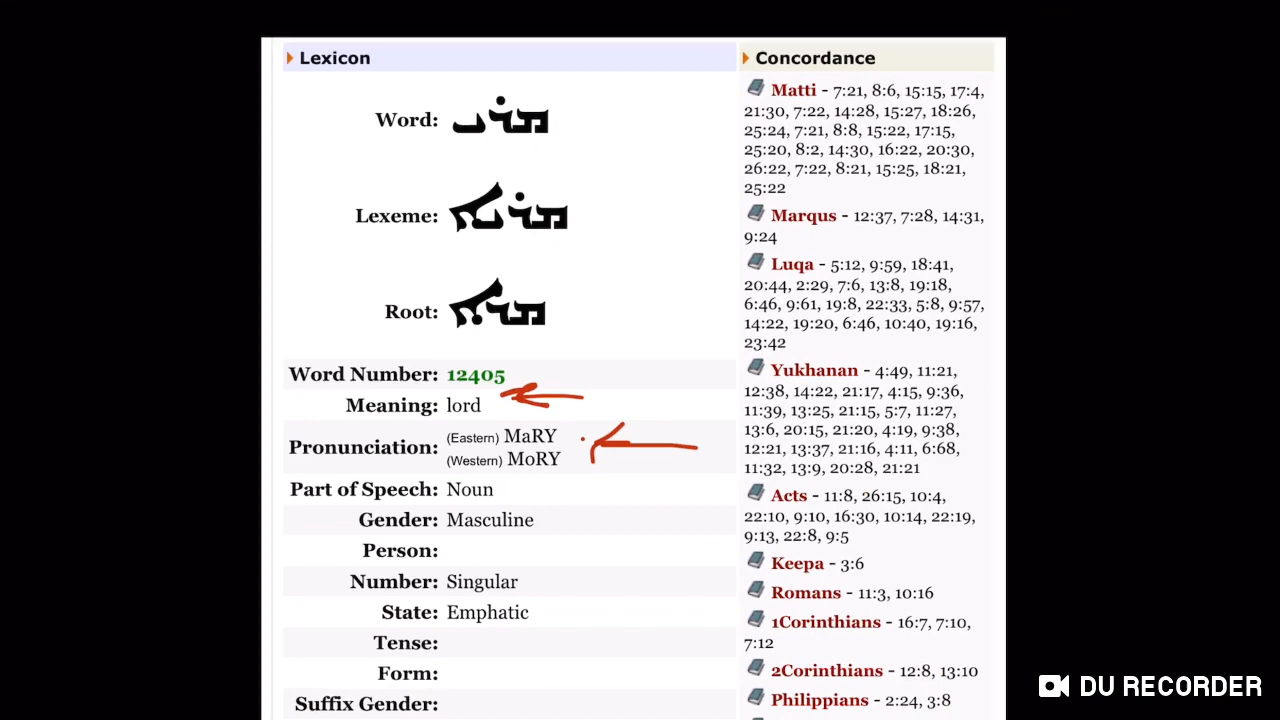 Lexicon
Word: ܡܪܝ
Lexeme: ܡܪܝܐ
Root: ܡܪܐ
Word Number: 12405
Meaning: lord
Pronunciation: (Eastern) MaRY
(Western) MoRY
Part of Speech: Noun
Gender: Masculine
Person:
Number: Singular
State: Emphatic
Tense:
Form:
Suffix Gender:
Concordance
Matti - 7:21, 8:6, 15:15, 17:4,
21:30, 7:22, 14:28, 15:27, 18:26,
25:24, 7:21, 8:8, 15:22, 17:15,
25:20, 8:2, 14:30, 16:22, 20:30,
26:22, 7:22, 8:21, 15:25, 18:21,
25:22
Marqus - 12:37, 7:28, 14:31,
9:24
Luqa - 5:12, 9:59, 18:41,
20:44, 2:29, 7:6, 13:8, 19:18,
6:46, 9:61, 19:8, 22:33, 5:8, 9:57,
14:22, 19:20, 6:46, 10:40, 19:16,
23:42
Yukhanan - 4:49, 11:21,
12:38, 14:22, 21:17, 4:15, 9:36,
11:39, 13:25, 21:15, 5:7, 11:27,
13:6, 20:15, 21:20, 4:19, 9:38,
12:21, 13:37, 21:16, 4:11, 6:68,
11:32, 13:9, 20:28, 21:21
Acts - 11:8, 26:15, 10:4,
22:10, 9:10, 16:30, 10:14, 22:19,
9:13, 22:8, 9:5
Keepa - 3:6
Romans - 11:3, 10:16
1Corinthians - 16:7, 7:10,
7:12
2Corinthians - 12:8, 13:10
Philippians - 2:24, 3:8
DU RECORDER